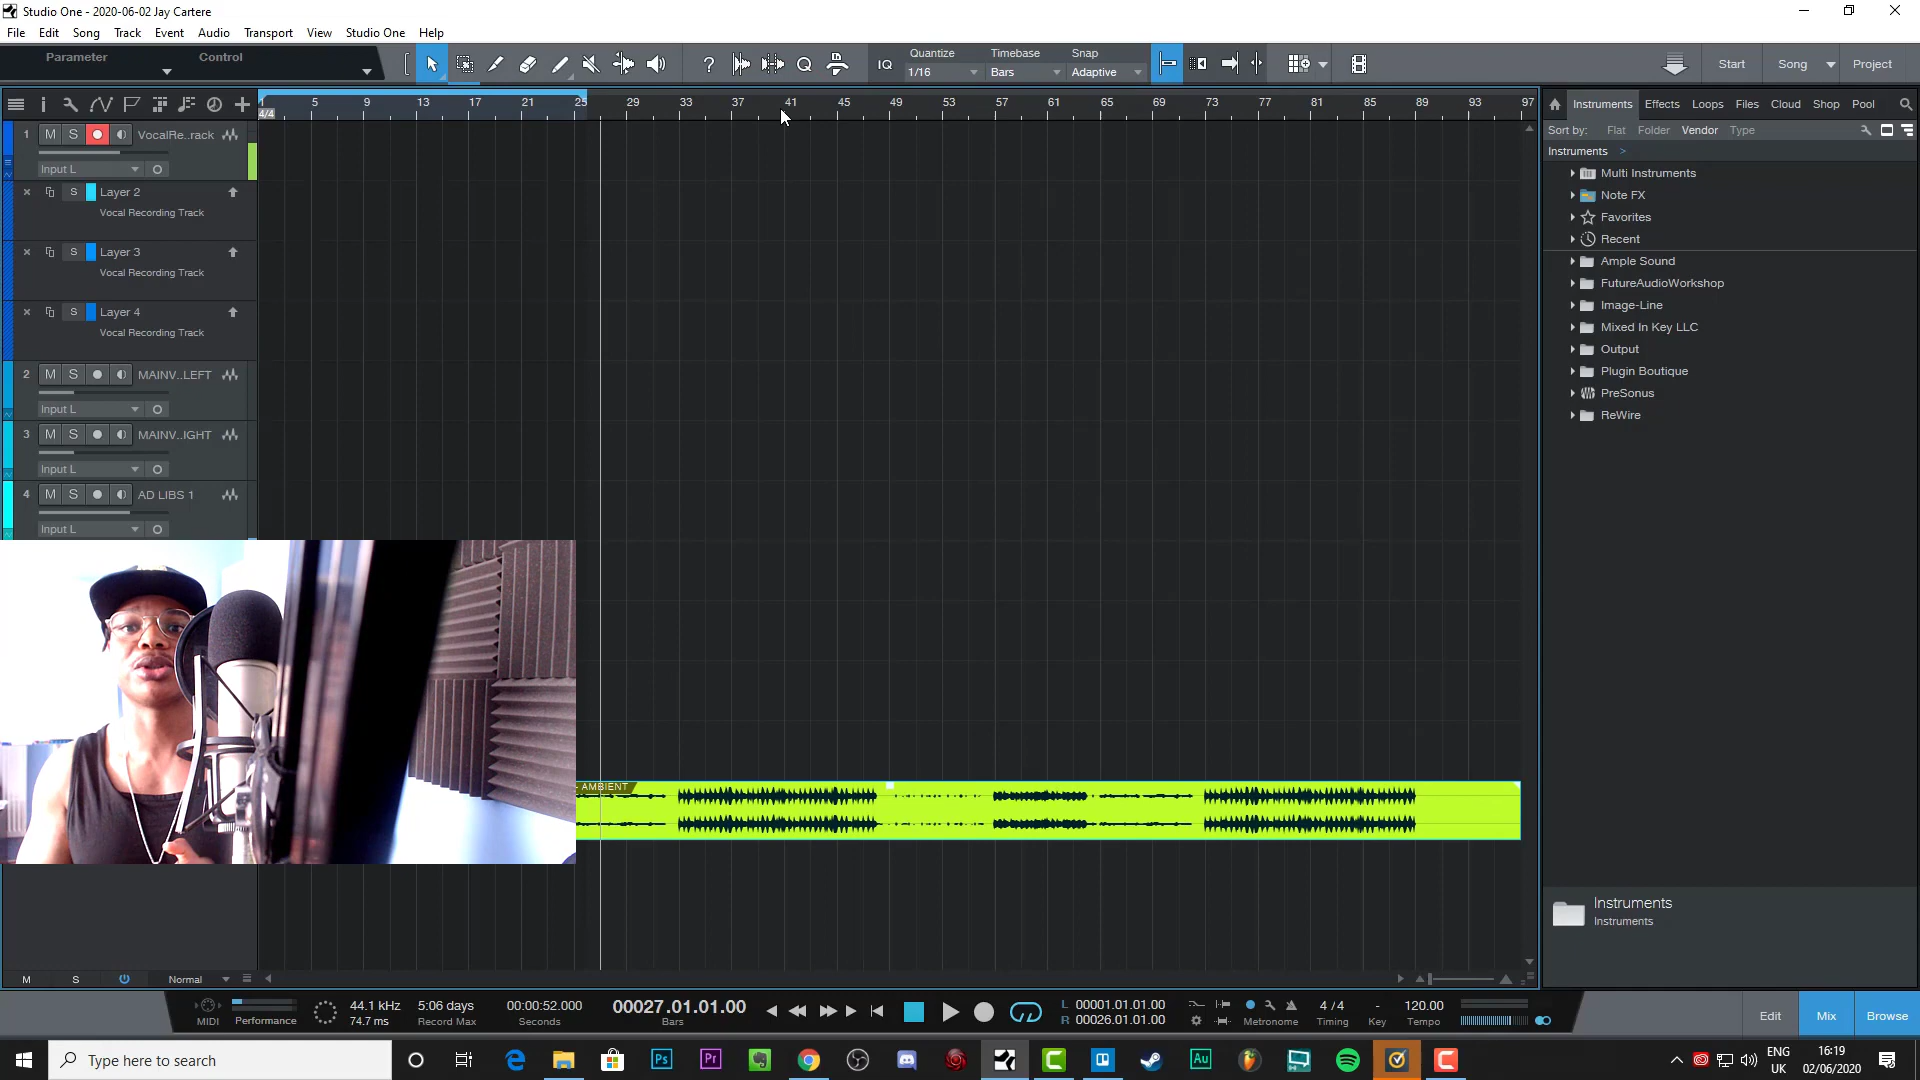 Studio One - 2020-06-02 Jay Cartere
File Edit Song Track Event Audio Transport View Studio One Help
Parameter Control
IQ
Quantize 1/16
Timebase Bars
Snap Adaptive
Start Song Project
1 5 9 13 17 21 25 29 33 37 41 45 49 53 57 61 65 69 73 77 81 85 89 93 97
4/4
Instruments Effects Loops Files Cloud Shop Pool
Sort by: Flat Folder Vendor Type
Instruments >
Multi Instruments
Note FX
Favorites
Recent
Ample Sound
FutureAudioWorkshop
Image-Line
Mixed In Key LLC
Output
Plugin Boutique
PreSonus
ReWire
1 M S VocalRe..rack
Input L
S Layer 2
Vocal Recording Track
S Layer 3
Vocal Recording Track
S Layer 4
Vocal Recording Track
2 M S MAINV..LEFT
Input L
3 M S MAINV..IGHT
Input L
4 M S AD LIBS 1
Input L
- AMBIENT
Instruments
Instruments
M S Normal
MIDI
Performance
44.1 kHz
74.7 ms
5:06 days
Record Max
00:00:52.000
Seconds
00027.01.01.00
Bars
L 00001.01.01.00
R 00026.01.01.00
Metronome
4 / 4
Timing
-
Key
120.00
Tempo
Edit Mix Browse
Type here to search
Ps Pr Au
ENG
UK
16:19
02/06/2020